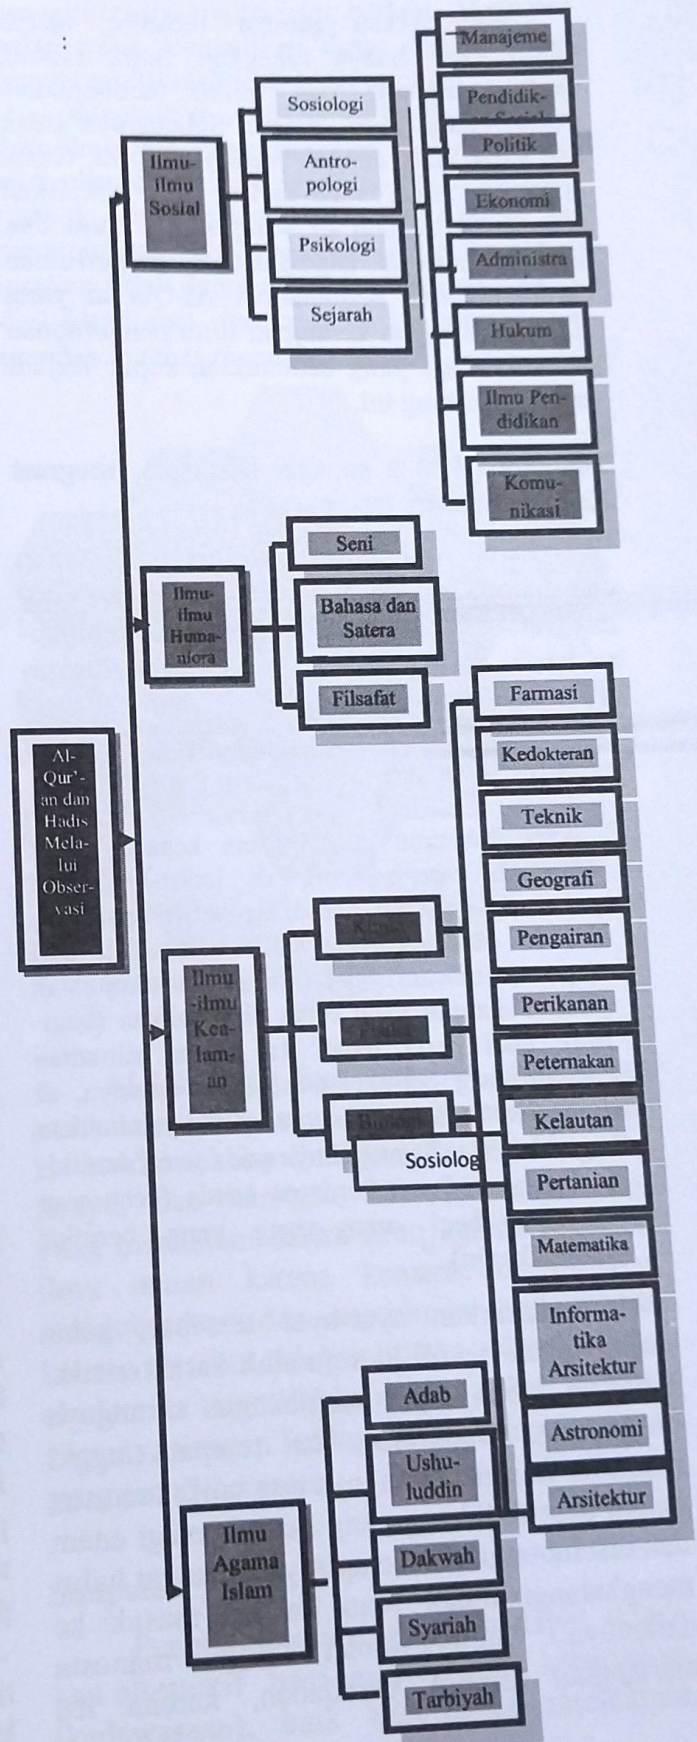 Manajeme
Pendidik-
Politik
Ekonomi
Administra
Hukum
Ilmu Pen-
didikan
Komu-
nikasi
Sosiologi
Antro-
pologi
Psikologi
Sejarah
Ilmu-
ilmu
Sosial
Seni
Bahasa dan
Satera
Filsafat
Ilmu-
ilmu
Huma-
niora
Al-
Qur'-
an dan
Hadis
Mela-
lui
Obser-
vasi
Farmasi
Kedokteran
Teknik
Geografi
Pengairan
Perikanan
Peternakan
Kelautan
Pertanian
Matematika
Informa-
tika
Arsitektur
Astronomi
Arsitektur
Biologi
Sosiolog
Ilmu
-ilmu
Kea-
lam-
an
Adab
Ushu-
luddin
Dakwah
Syariah
Tarbiyah
Ilmu
Agama
Islam